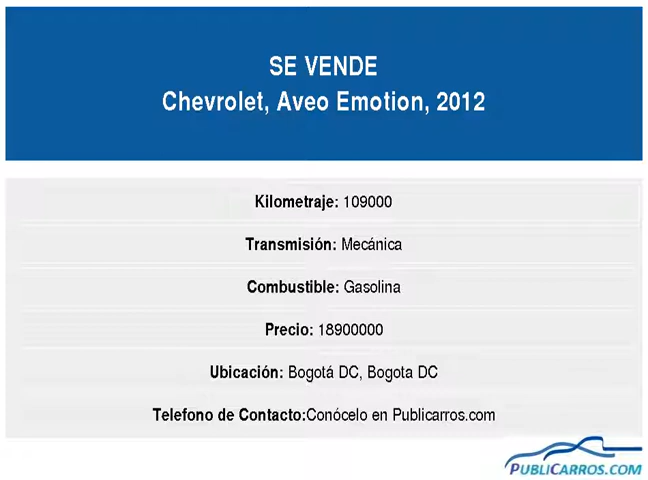 SE VENDE
Chevrolet, Aveo Emotion, 2012
Kilometraje: 109000
Transmisión: Mecánica
Combustible: Gasolina
Precio: 18900000
Ubicación: Bogotá DC, Bogota DC
Telefono de Contacto:Conócelo en Publicarros.com
PUBLICARROS.COM